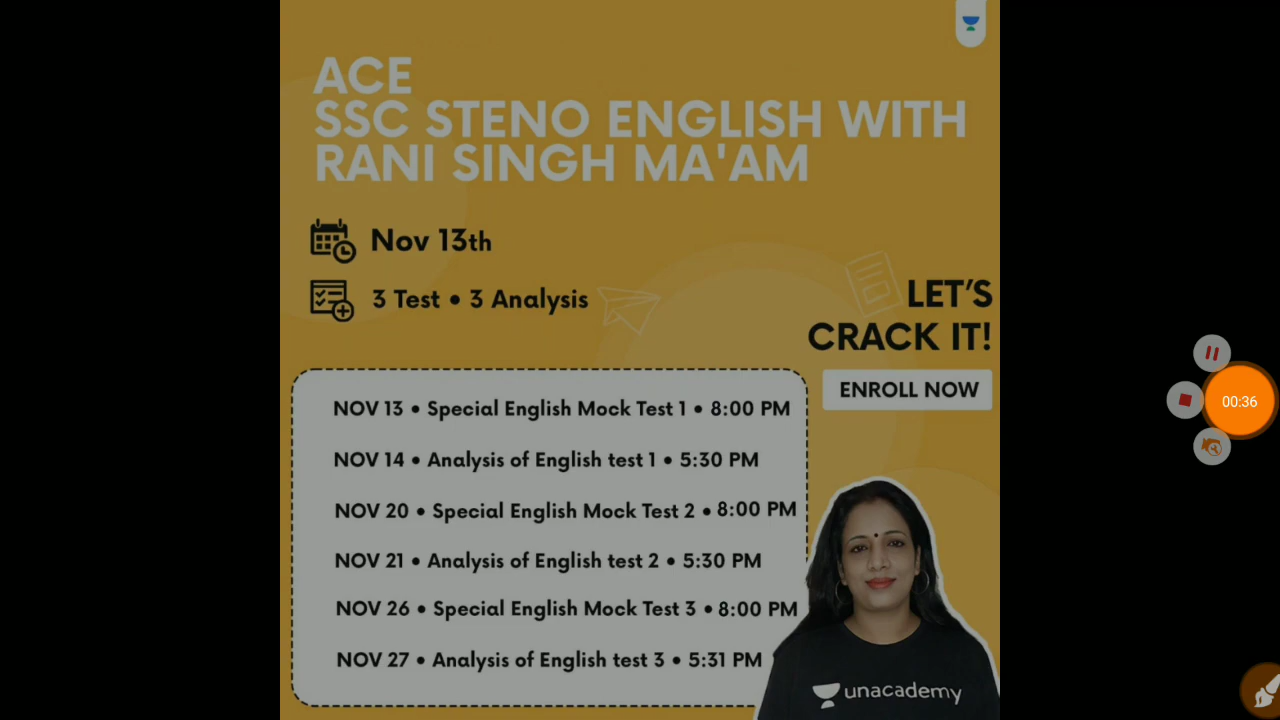 ACE
SSC STENO ENGLISH WITH
RANI SINGH MA'AM
Nov 13th
3 Test • 3 Analysis
LET'S
CRACK IT!
ENROLL NOW
NOV 13 • Special English Mock Test 1 • 8:00 PM
NOV 14 • Analysis of English test 1 • 5:30 PM
NOV 20 • Special English Mock Test 2 • 8:00 PM
NOV 21 • Analysis of English test 2 • 5:30 PM
NOV 26 • Special English Mock Test 3 • 8:00 PM
NOV 27 • Analysis of English test 3 • 5:31 PM
unacademy
00:36